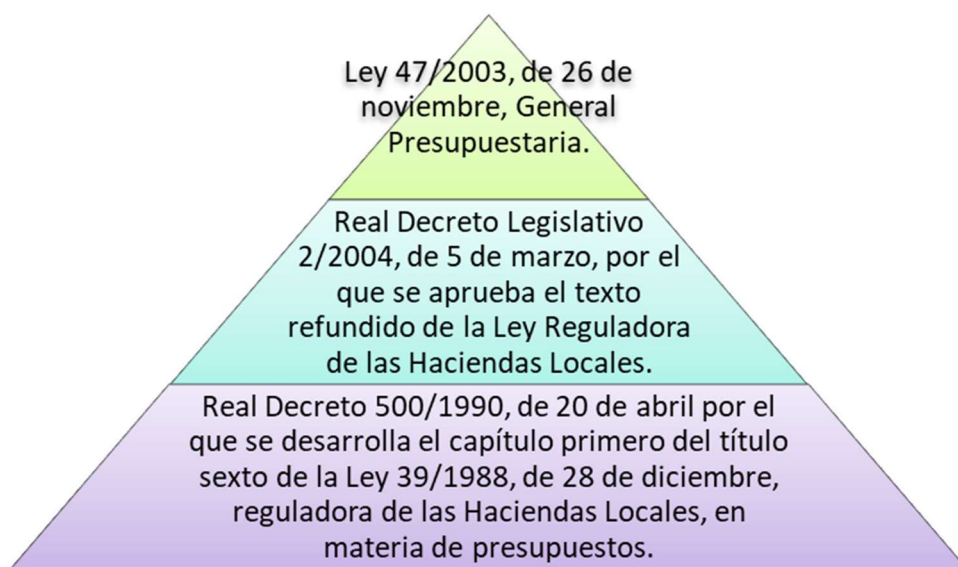 Ley 47/2003, de 26 de
noviembre, General
Presupuestaria.
Real Decreto Legislativo
2/2004, de 5 de marzo, por el
que se aprueba el texto
refundido de la Ley Reguladora
de las Haciendas Locales.
Real Decreto 500/1990, de 20 de abril por el
que se desarrolla el capítulo primero del título
sexto de la Ley 39/1988, de 28 de diciembre,
reguladora de las Haciendas Locales, en
materia de presupuestos.